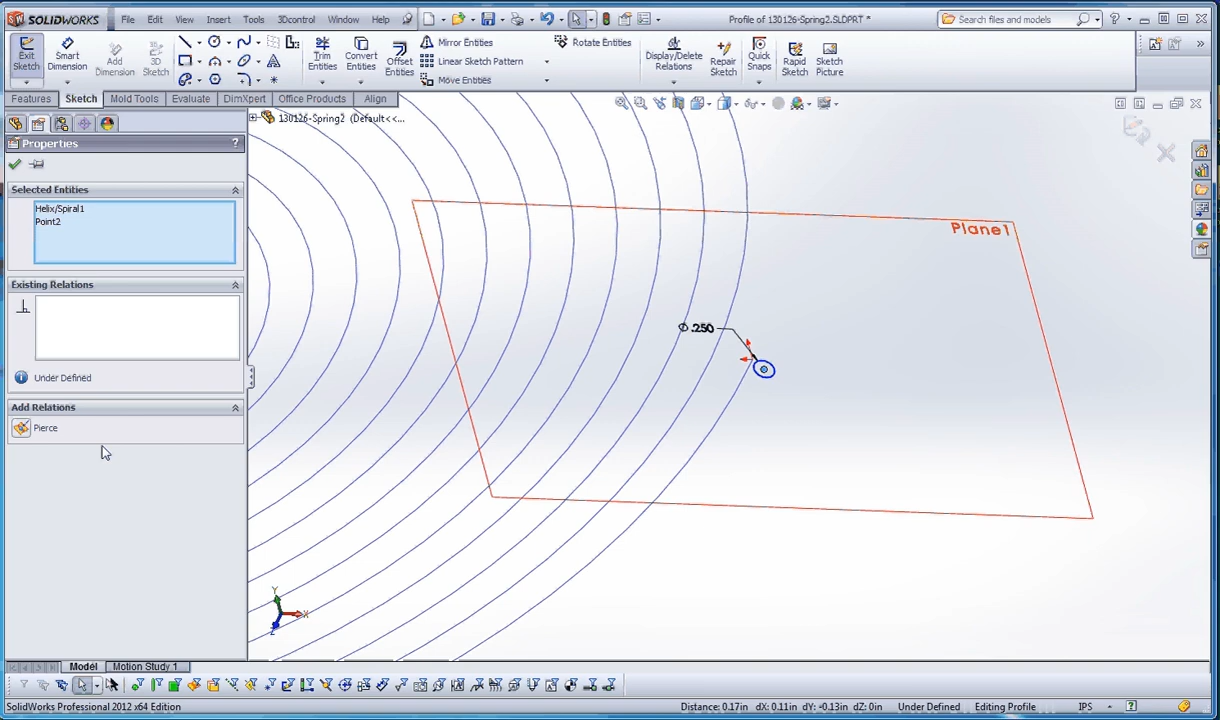 SOLIDWORKS File Edit View Insert Tools 3Dcontrol Window Help Profile of 130126-Spring2.SLDPRT * Search files and models
Exit Sketch Smart Dimension Add Dimension 3D Sketch Trim Entities Convert Entities Offset Entities Mirror Entities Linear Sketch Pattern Move Entities Rotate Entities Display/Delete Relations Repair Sketch Quick Snaps Rapid Sketch Sketch Picture
Features Sketch Mold Tools Evaluate DimXpert Office Products Align
130126-Spring2 (Default<<...
Properties ?
Selected Entities
Helix/Spiral1
Point2
Existing Relations
Under Defined
Add Relations
Pierce
Plane1
Ø .250
Y
X
Z
Model Motion Study 1
SolidWorks Professional 2012 x64 Edition Distance: 0.17in dX: 0.11in dY: -0.13in dZ: 0in Under Defined Editing Profile IPS